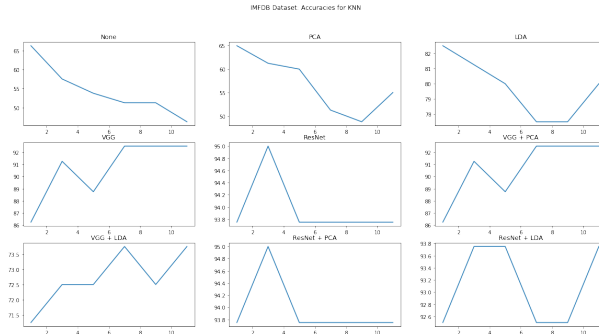 IMFDB Dataset Accuracies for KNN
None
PCA
LDA
65
60
55
50
2 4 6 8 10
65
60
55
50
2 4 6 8 10
82
81
80
79
78
2 4 6 8 10
VGG
ResNet
VGG + PCA
92
91
90
89
88
87
86
2 4 6 8 10
95.0
94.8
94.6
94.4
94.2
94.0
93.8
2 4 6 8 10
92
91
90
89
88
87
86
2 4 6 8 10
VGG + LDA
ResNet + PCA
ResNet + LDA
73.5
73.0
72.5
72.0
71.5
2 4 6 8 10
95.0
94.8
94.6
94.4
94.2
94.0
93.8
2 4 6 8 10
93.8
93.6
93.4
93.2
93.0
92.8
92.6
2 4 6 8 10